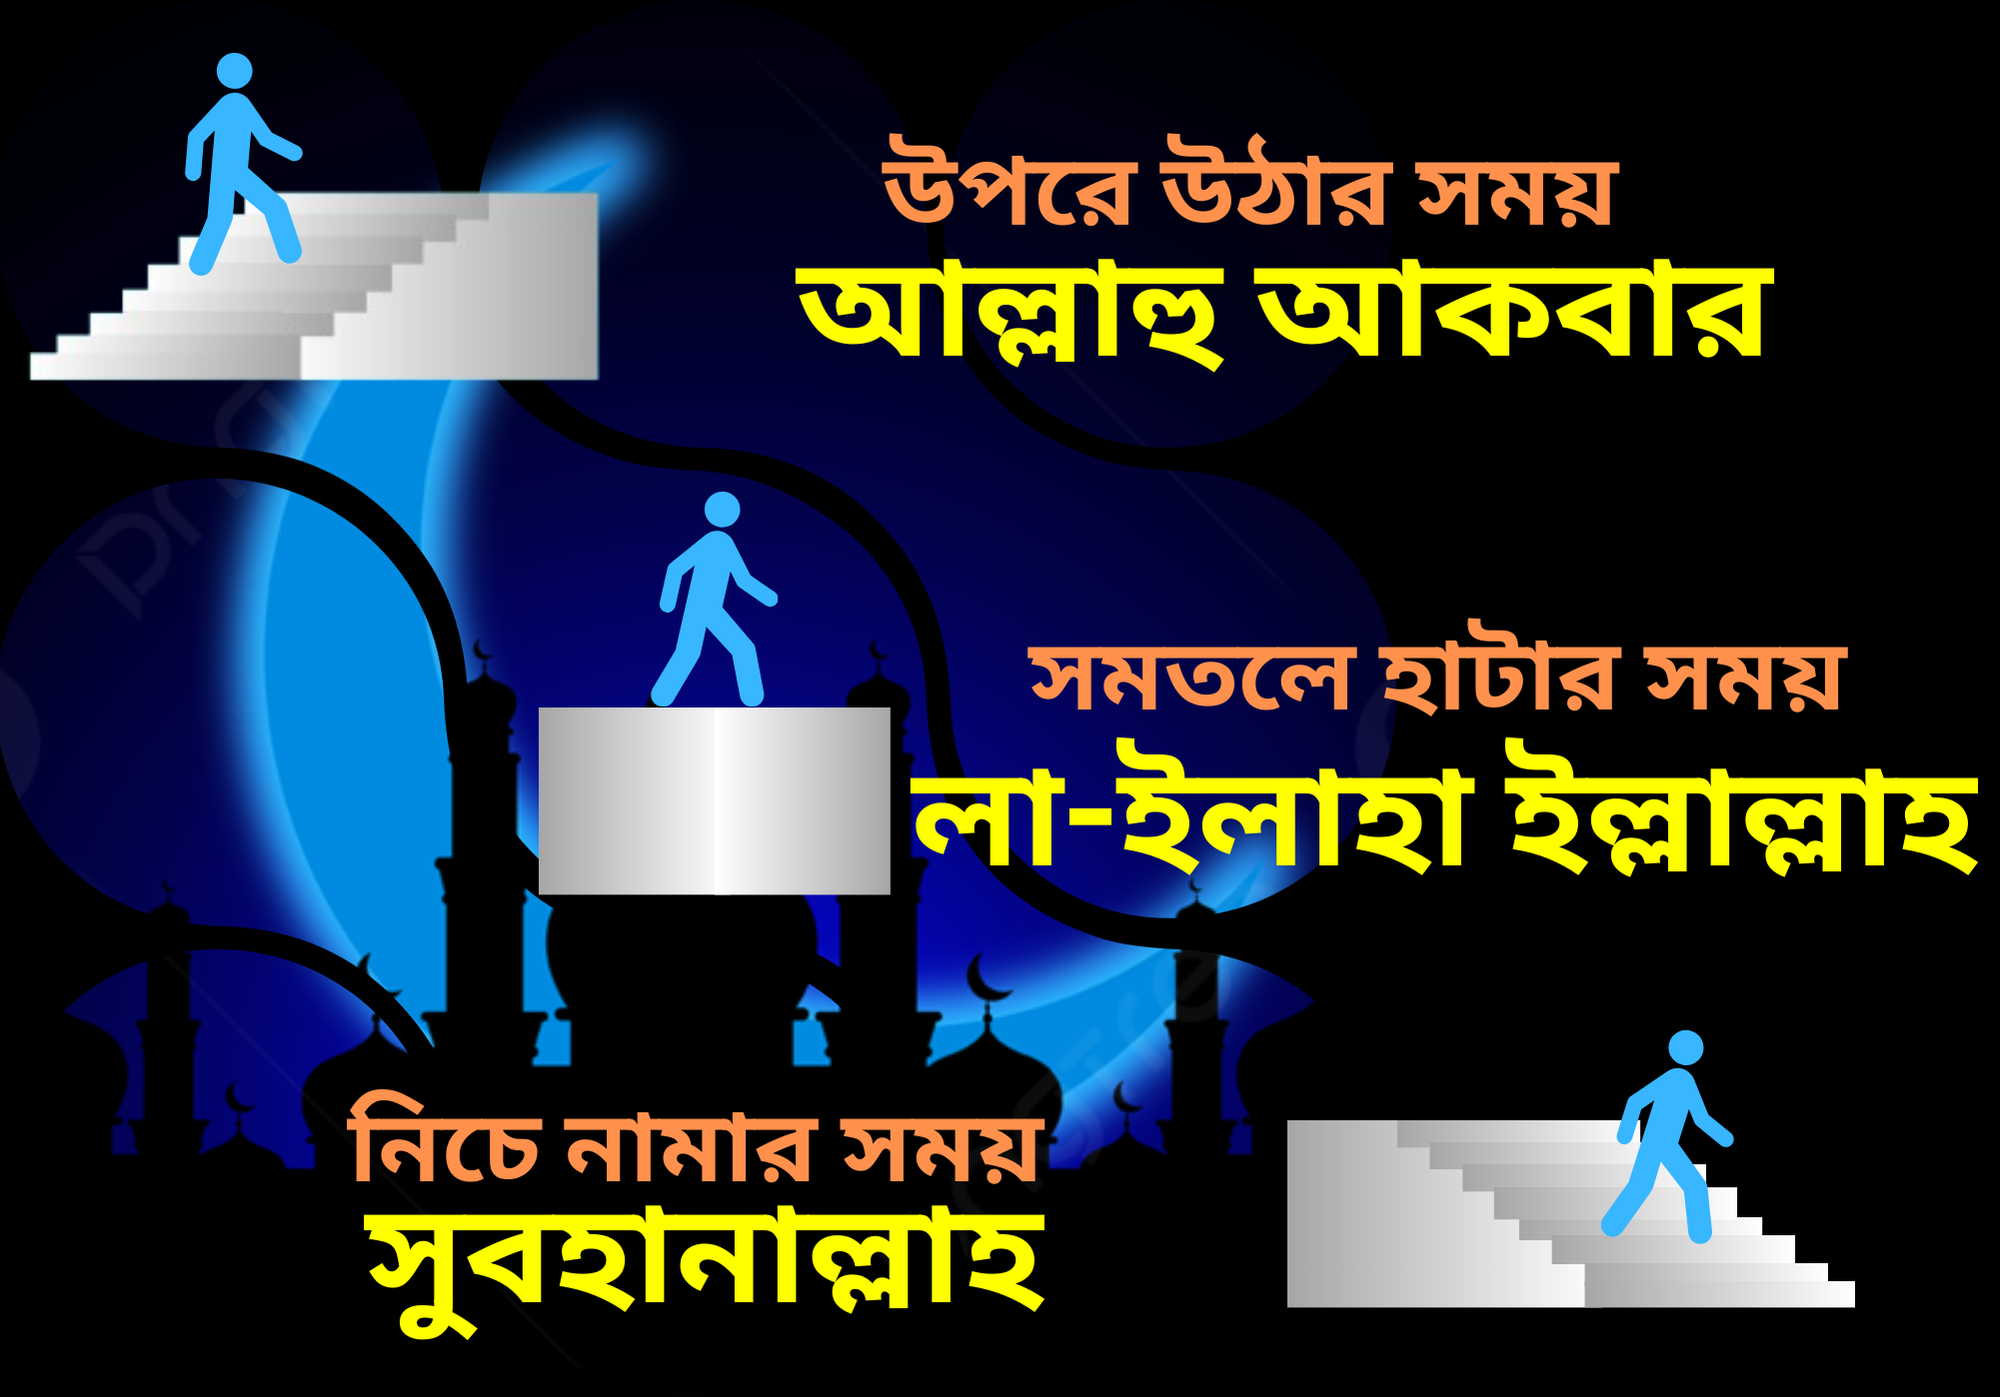 উপরে উঠার সময়
আল্লাহু আকবার
সমতলে হাটার সময়
লা-ইলাহা ইল্লাল্লাহ
নিচে নামার সময়
সুবহানাল্লাহ